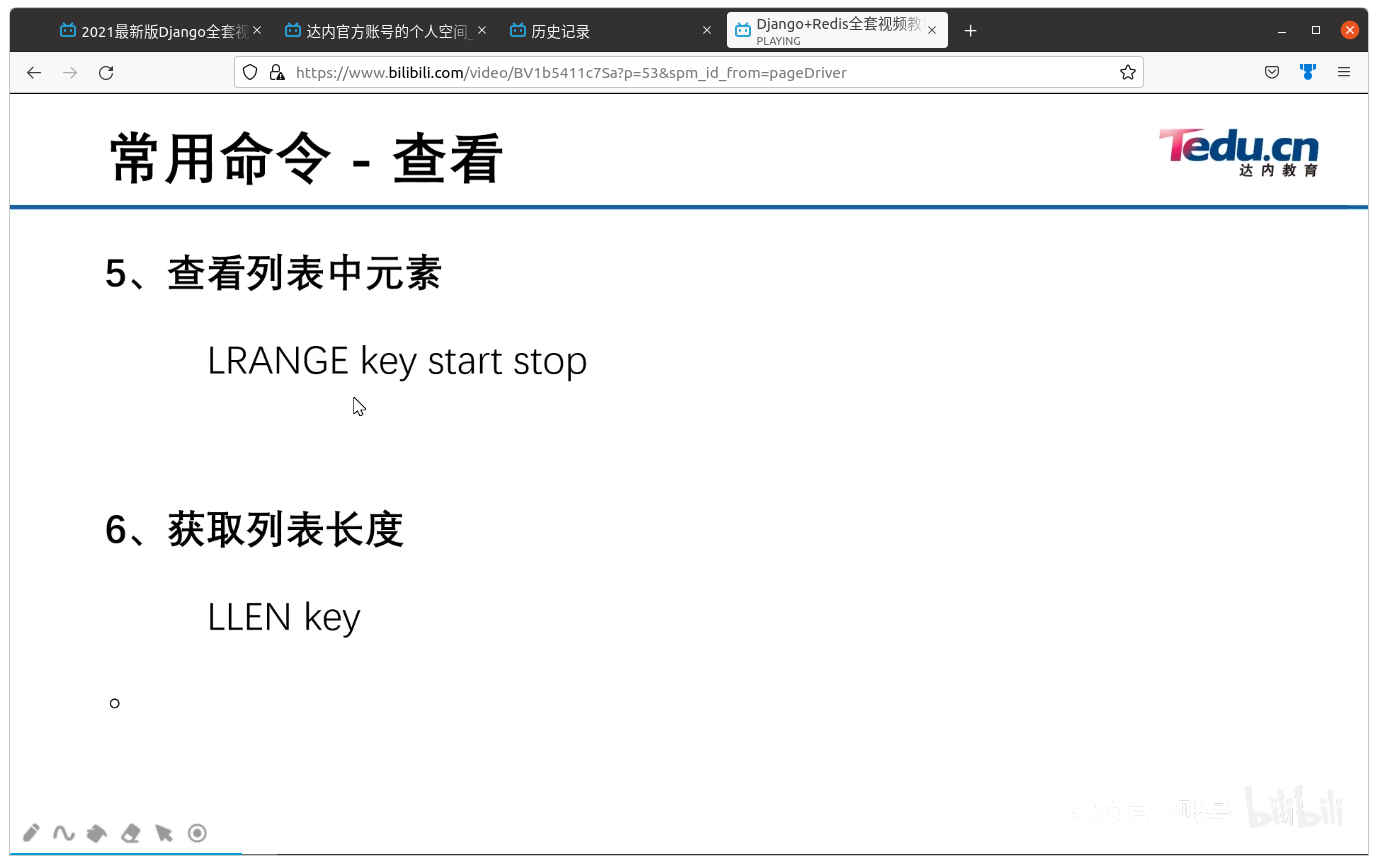 2021最新版Django全套视
达内官方账号的个人空间_
历史记录
Django+Redis全套视频教
PLAYING
https://www.bilibili.com/video/BV1b5411c7Sa?p=53&spm_id_from=pageDriver
常用命令 - 查看
Tedu.cn
达内教育
5、查看列表中元素
LRANGE key start stop
6、获取列表长度
LLEN key
。
bilibili